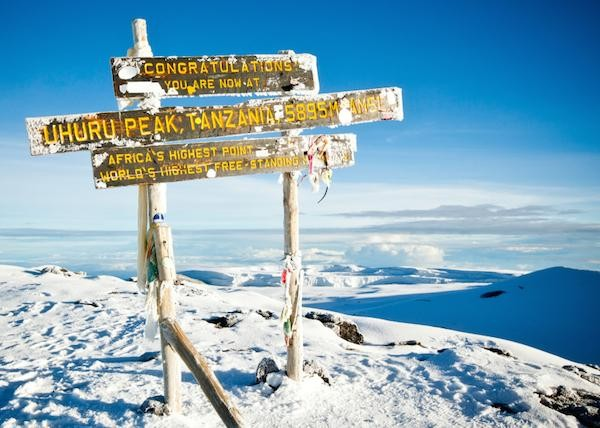 CONGRATULATIONS
YOU ARE NOW AT
UHURU PEAK, TANZANIA, 5895M AMSL
AFRICA'S HIGHEST POINT
WORLD'S HIGHEST FREE-STANDING